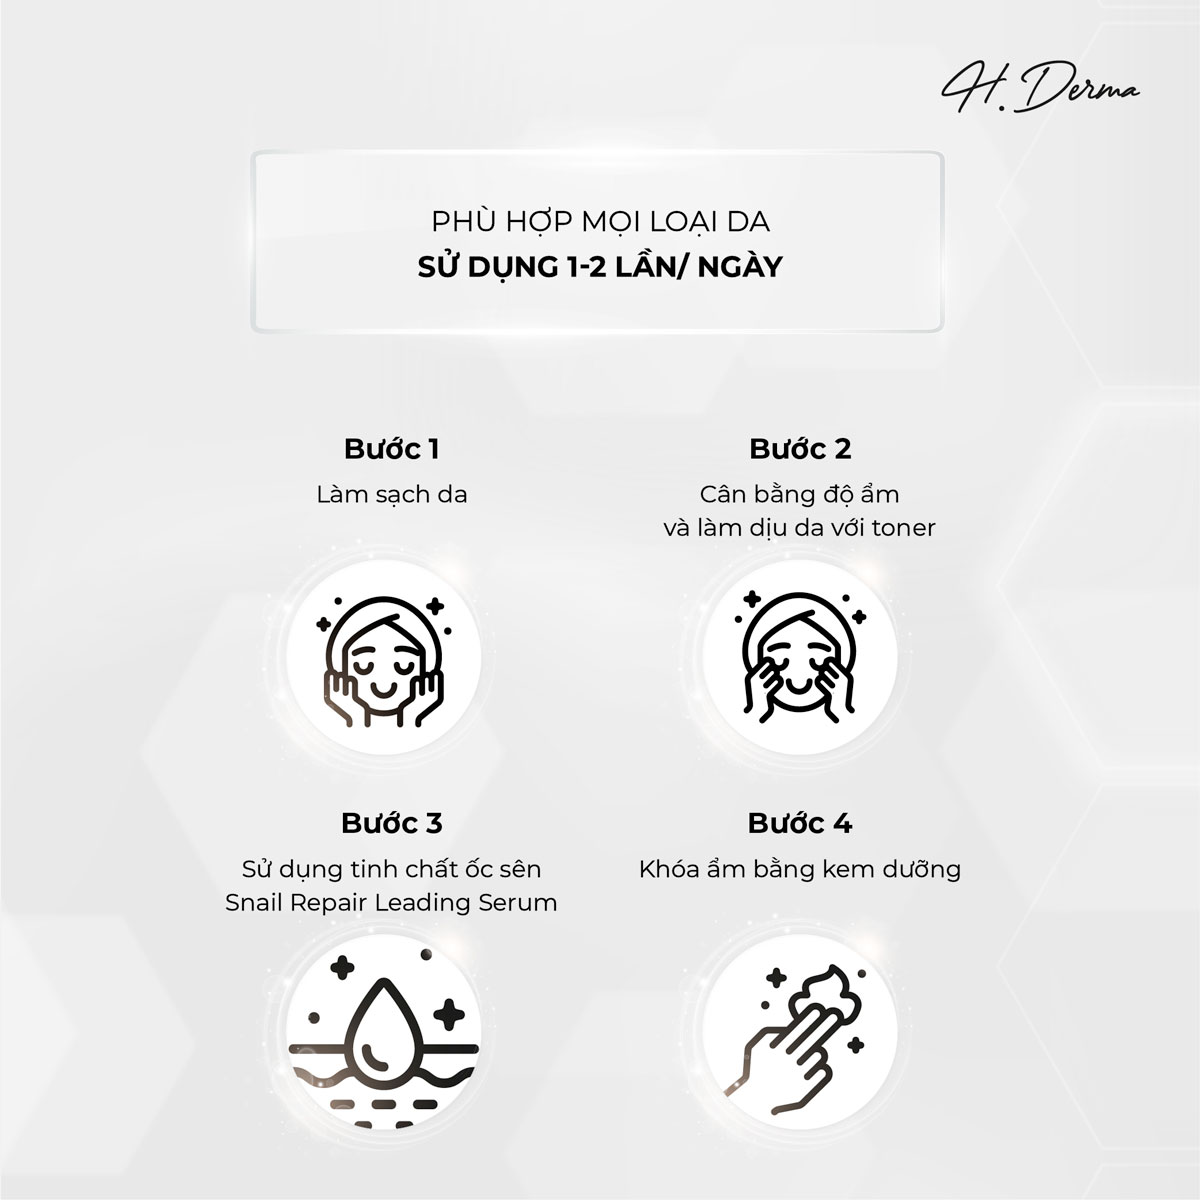 H. Derma
PHÙ HỢP MỌI LOẠI DA
SỬ DỤNG 1-2 LẦN/ NGÀY
Bước 1
Làm sạch da
Bước 2
Cân bằng độ ẩm
và làm dịu da với toner
Bước 3
Sử dụng tinh chất ốc sên
Snail Repair Leading Serum
Bước 4
Khóa ẩm bằng kem dưỡng